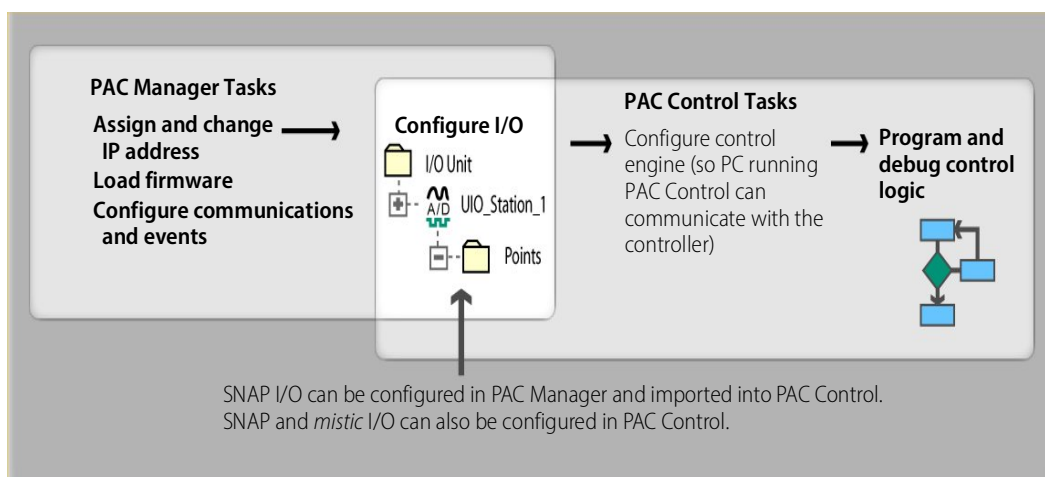 PAC Manager Tasks
Assign and change
IP address
Load firmware
Configure communications
and events
Configure I/O
I/O Unit
A/D
UIO_Station_1
Points
PAC Control Tasks
Configure control
engine (so PC running
PAC Control can
communicate with the
controller)
Program and
debug control
logic
SNAP I/O can be configured in PAC Manager and imported into PAC Control.
SNAP and mistic I/O can also be configured in PAC Control.